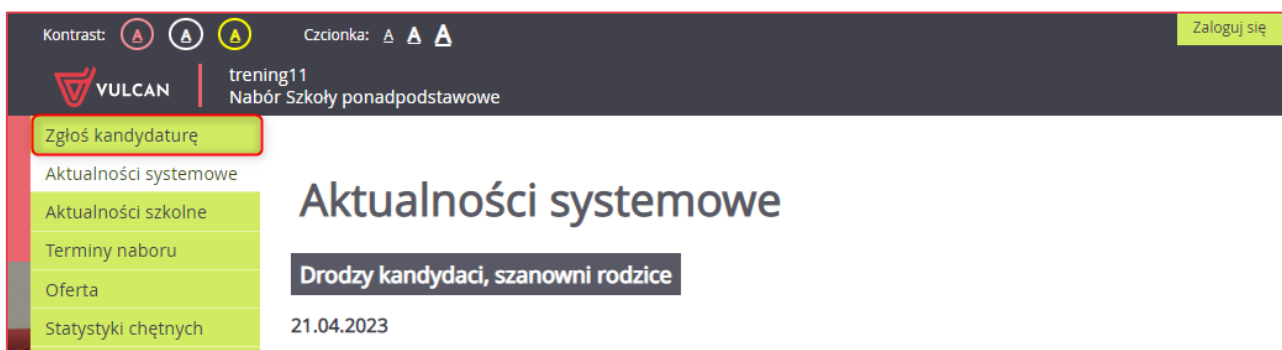 Kontrast: A A A Czcionka: A A A Zaloguj się
VULCAN
trening11
Nabór Szkoły ponadpodstawowe
Zgłoś kandydaturę
Aktualności systemowe
Aktualności szkolne
Terminy naboru
Oferta
Statystyki chętnych
Aktualności systemowe
Drodzy kandydaci, szanowni rodzice
21.04.2023